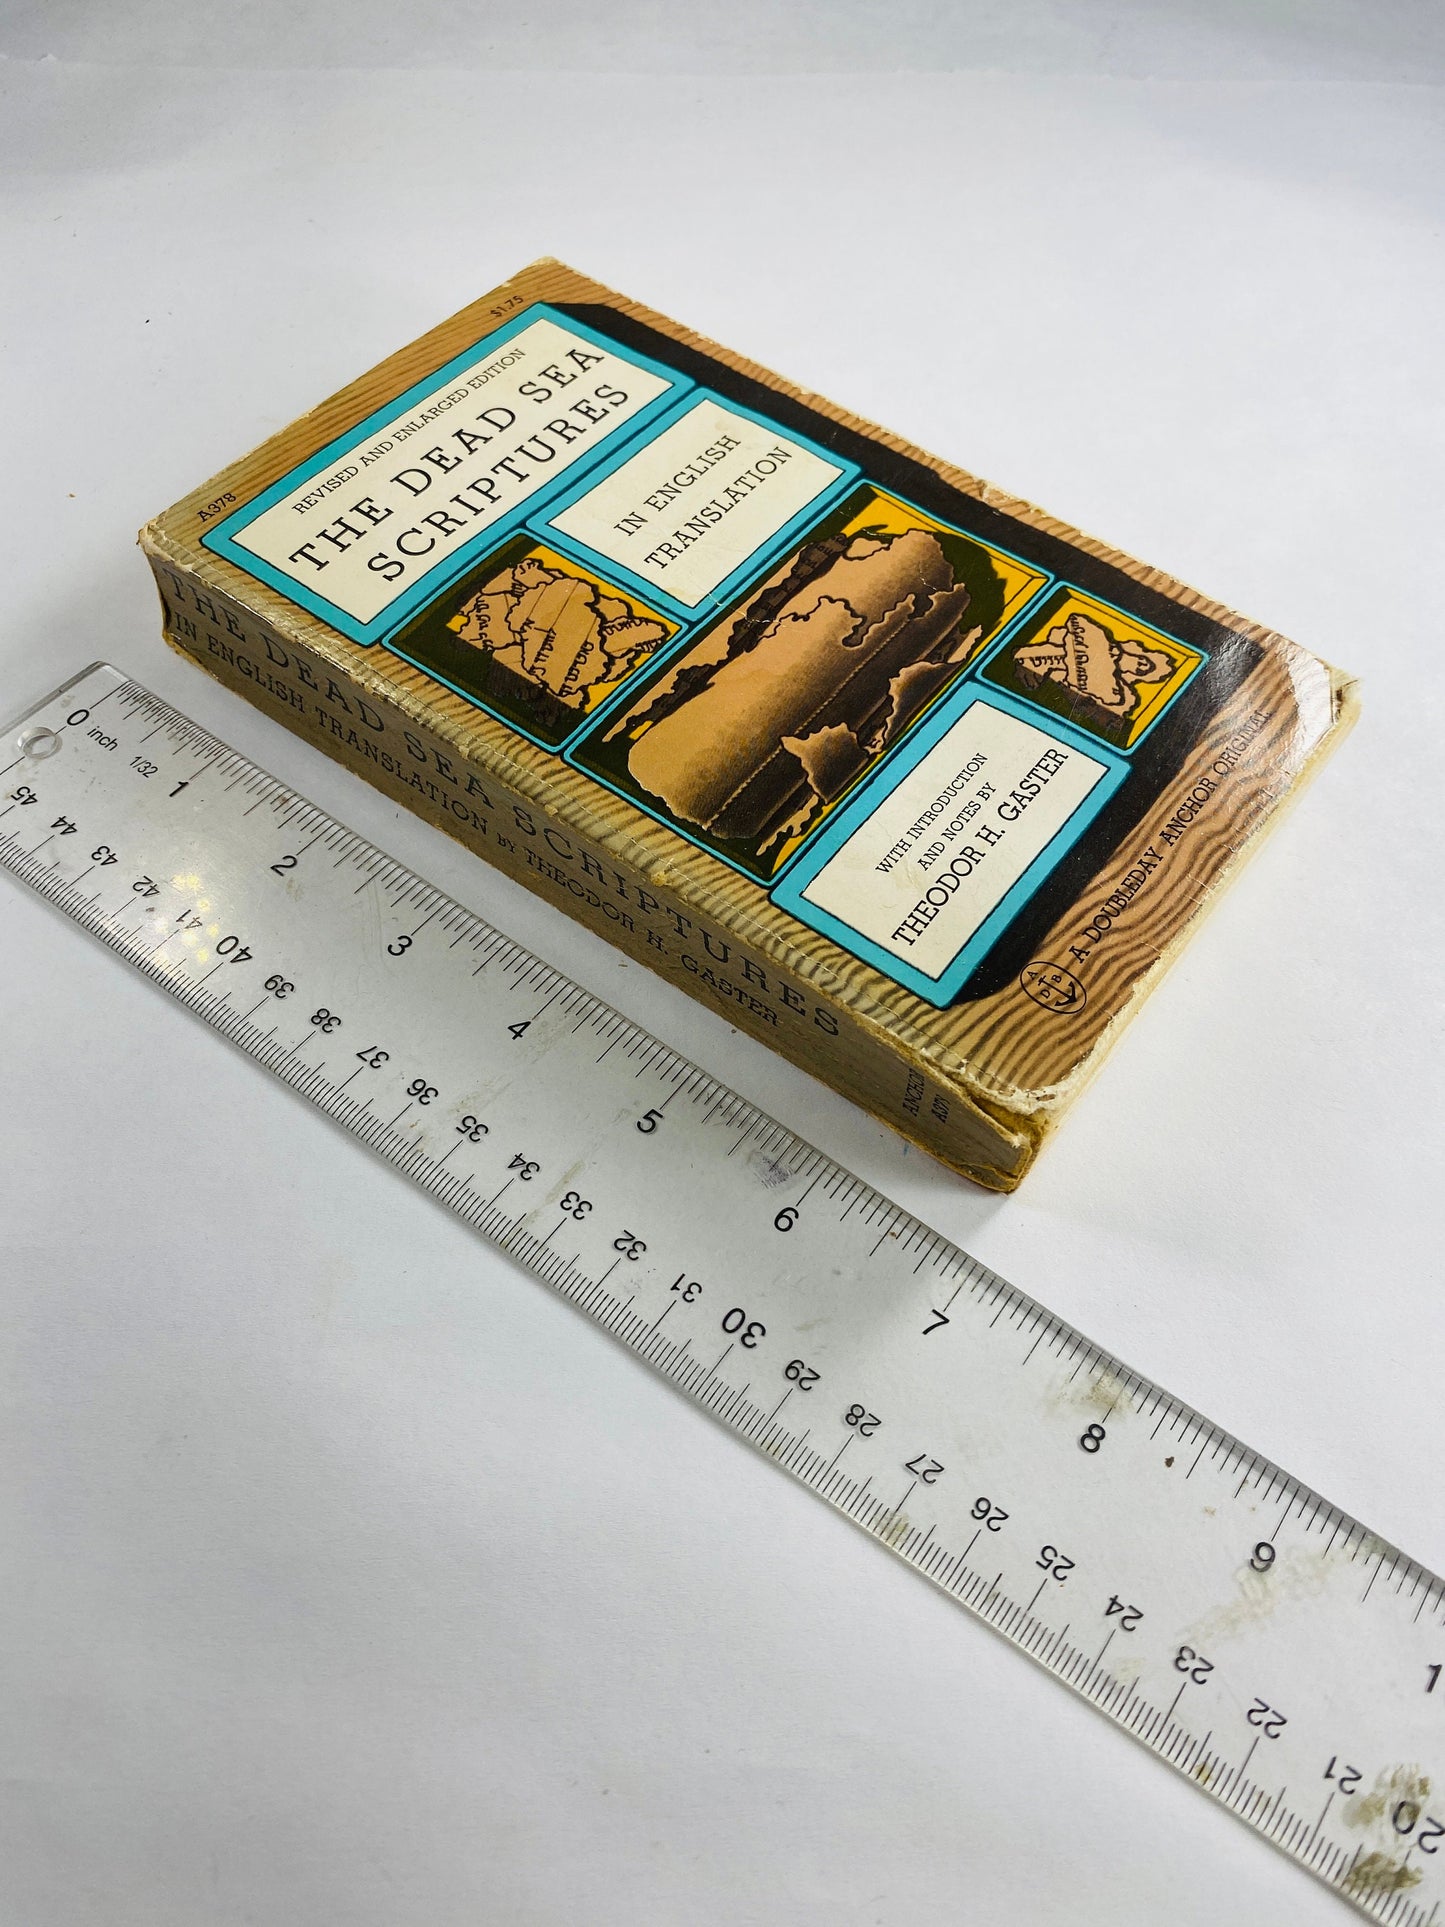 $1.75
A378
REVISED AND ENLARGED EDITION
THE DEAD SEA
SCRIPTURES
IN ENGLISH
TRANSLATION
WITH INTRODUCTION
AND NOTES BY
THEODOR H. GASTER
A DOUBLEDAY ANCHOR ORIGINAL
A
D B
THE DEAD SEA SCRIPTURES
IN ENGLISH TRANSLATION BY THEODOR H. GASTER
ANCHOR
A378
0 1 2 3 4 5 6 7 8 9 1
inch
1/32
45 44 43 42 41 40 39 38 37 36 35 34 33 32 31 30 29 28 27 26 25 24 23 22 21 20